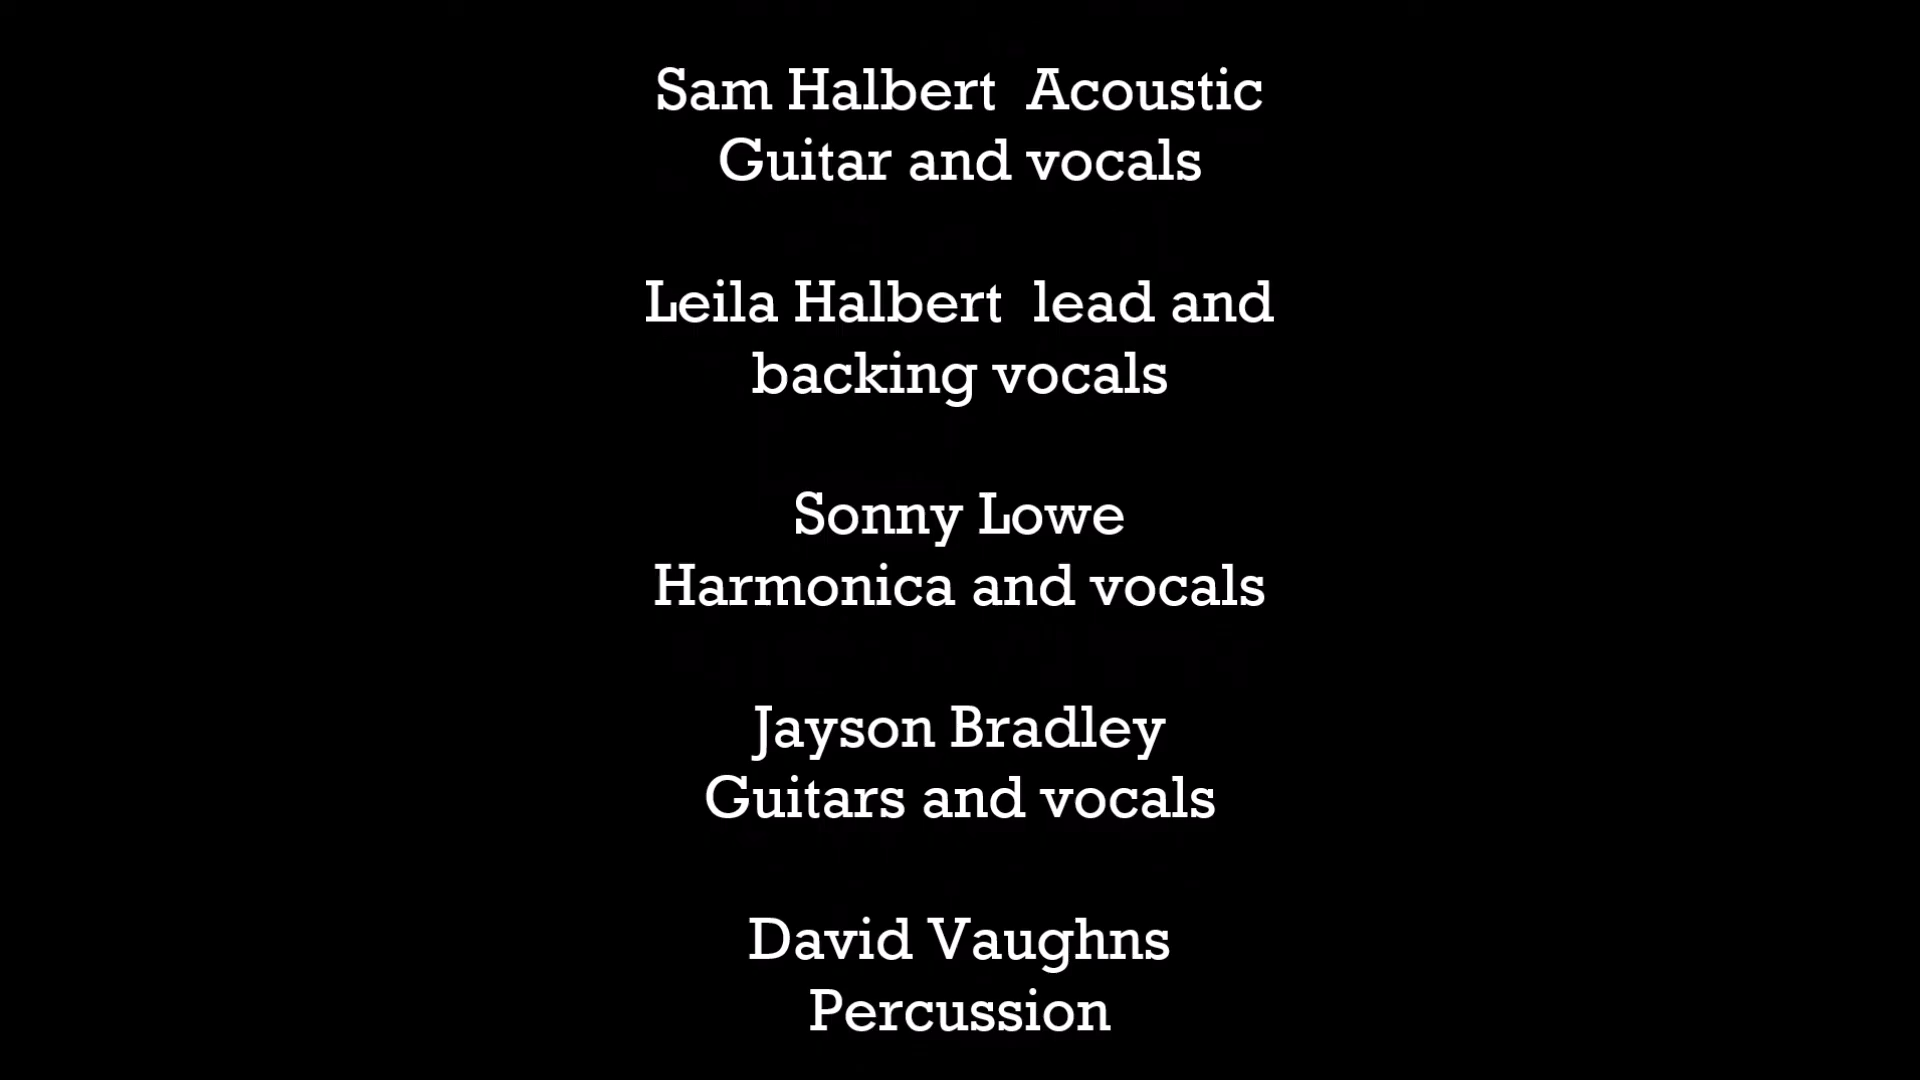 Sam Halbert  Acoustic
Guitar and vocals
Leila Halbert  lead and
backing vocals
Sonny Lowe
Harmonica and vocals
Jayson Bradley
Guitars and vocals
David Vaughns
Percussion